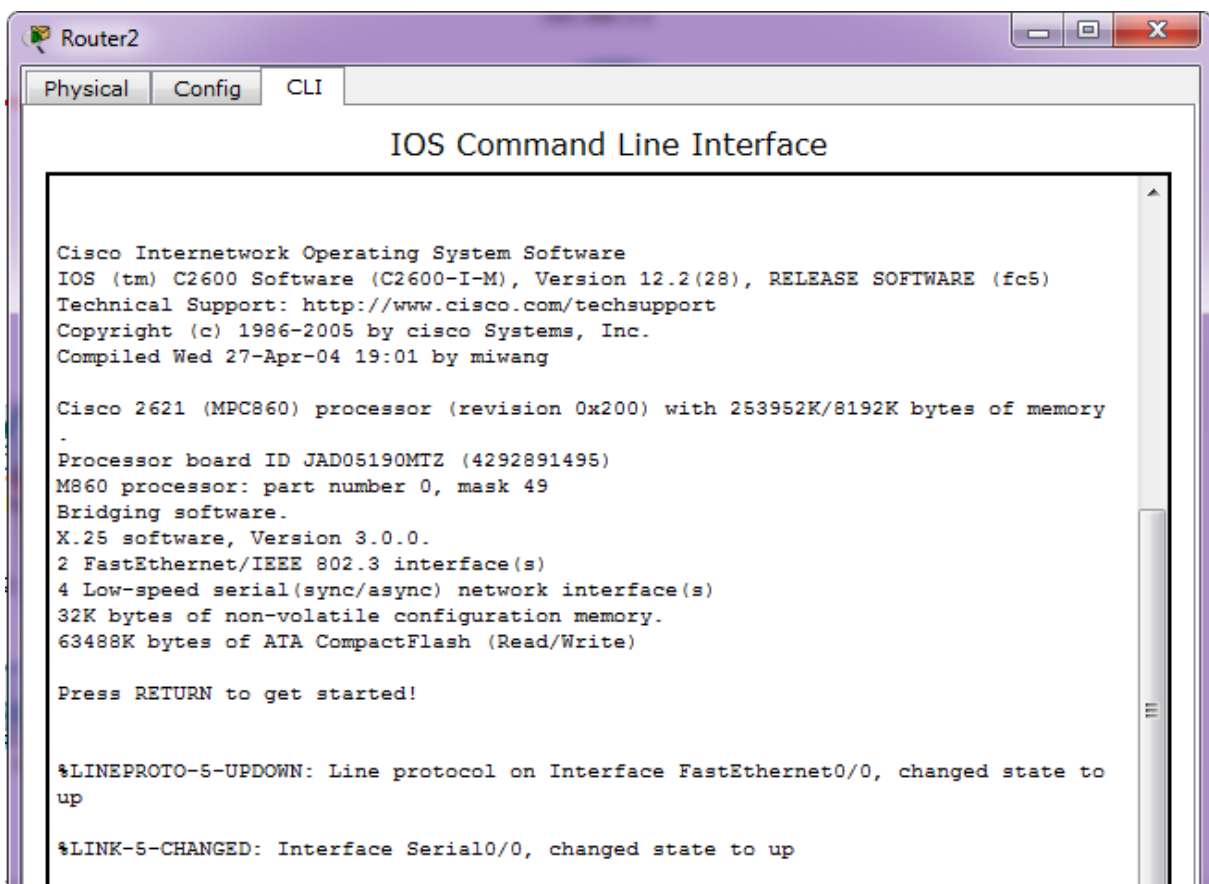 Router2
Physical Config CLI
IOS Command Line Interface
Cisco Internetwork Operating System Software
IOS (tm) C2600 Software (C2600-I-M), Version 12.2(28), RELEASE SOFTWARE (fc5)
Technical Support: http://www.cisco.com/techsupport
Copyright (c) 1986-2005 by cisco Systems, Inc.
Compiled Wed 27-Apr-04 19:01 by miwang
Cisco 2621 (MPC860) processor (revision 0x200) with 253952K/8192K bytes of memory
.
Processor board ID JAD05190MTZ (4292891495)
M860 processor: part number 0, mask 49
Bridging software.
X.25 software, Version 3.0.0.
2 FastEthernet/IEEE 802.3 interface(s)
4 Low-speed serial(sync/async) network interface(s)
32K bytes of non-volatile configuration memory.
63488K bytes of ATA CompactFlash (Read/Write)
Press RETURN to get started!
%LINEPROTO-5-UPDOWN: Line protocol on Interface FastEthernet0/0, changed state to
up
%LINK-5-CHANGED: Interface Serial0/0, changed state to up